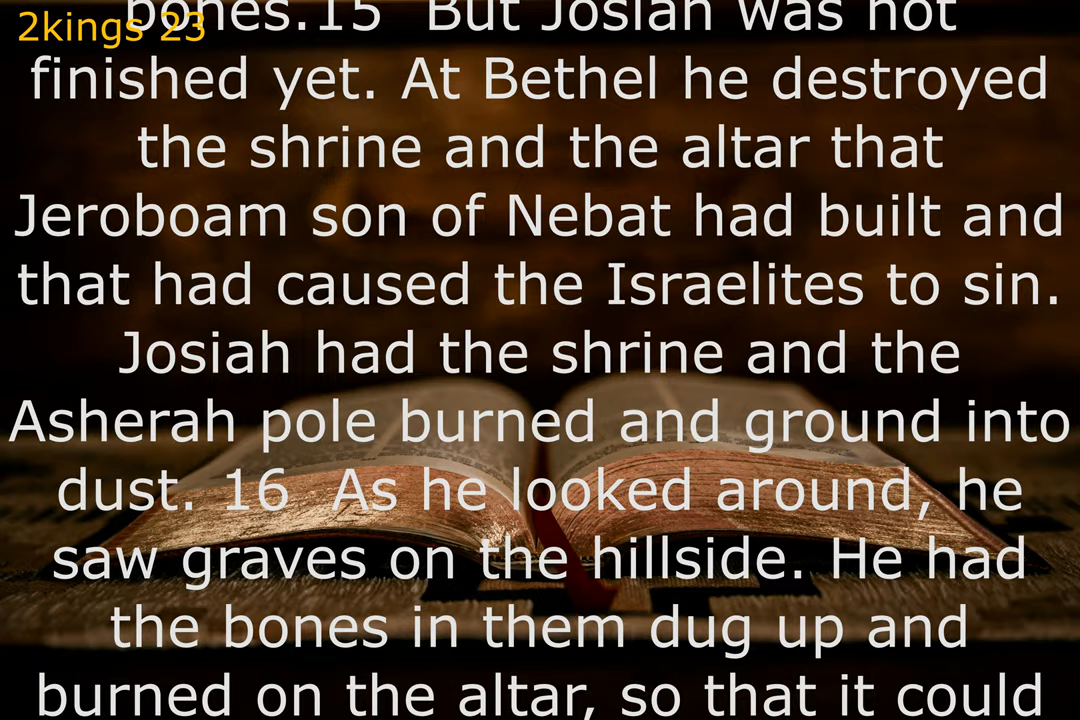 2kings 23
bones.15 But Josiah was not
finished yet. At Bethel he destroyed
the shrine and the altar that
Jeroboam son of Nebat had built and
that had caused the Israelites to sin.
Josiah had the shrine and the
Asherah pole burned and ground into
dust. 16 As he looked around, he
saw graves on the hillside. He had
the bones in them dug up and
burned on the altar, so that it could